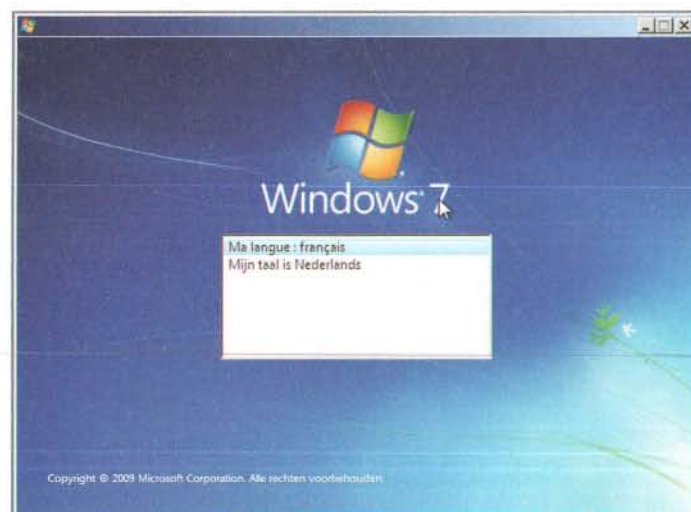 Windows 7
Ma langue : français
Mijn taal is Nederlands
Copyright © 2009 Microsoft Corporation. Alle rechten voorbehouden.